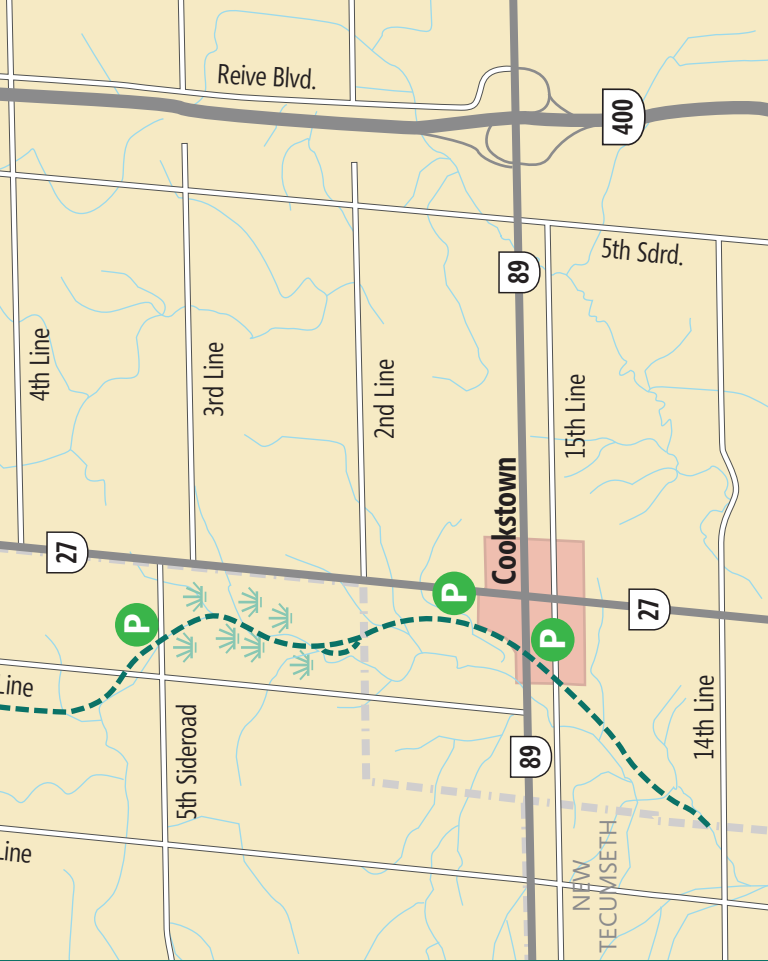 Reive Blvd.
400
5th Sdrd.
89
4th Line
3rd Line
2nd Line
15th Line
Cookstown
27
P
P
27
P
Line
5th Sideroad
14th Line
89
Line
NEW
TECUMSETH